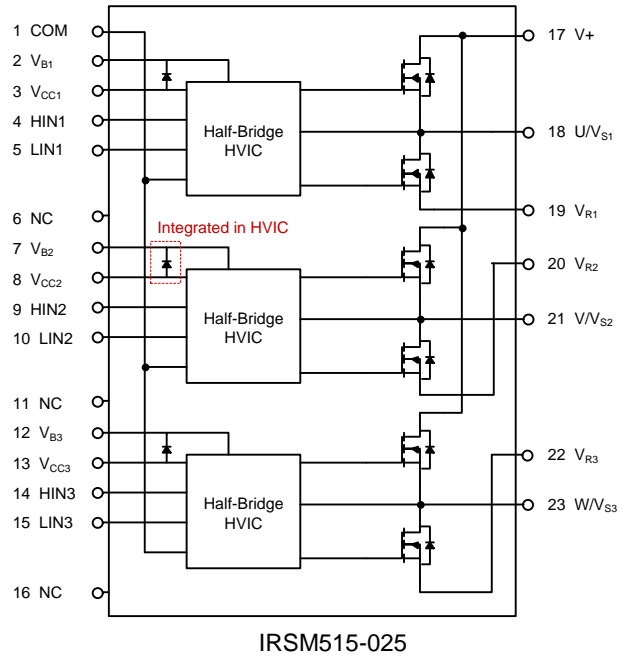 1 COM
2 VB1
3 VCC1
4 HIN1
5 LIN1
6 NC
7 VB2
8 VCC2
9 HIN2
10 LIN2
11 NC
12 VB3
13 VCC3
14 HIN3
15 LIN3
16 NC
Half-Bridge
HVIC
Integrated in HVIC
Half-Bridge
HVIC
Half-Bridge
HVIC
17 V+
18 U/VS1
19 VR1
20 VR2
21 V/VS2
22 VR3
23 W/VS3
IRSM515-025